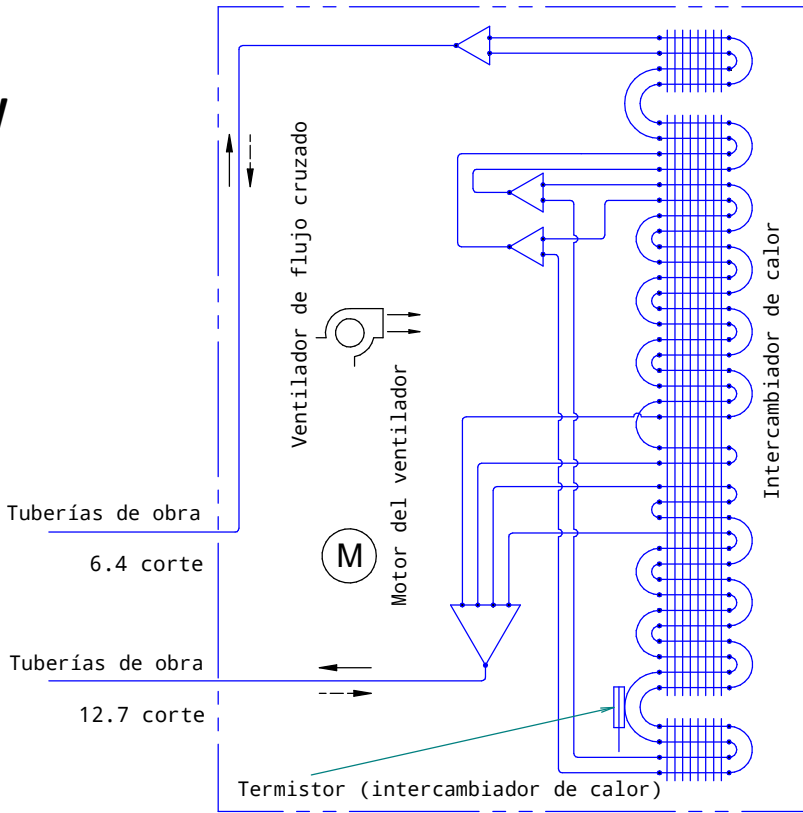 Ventilador de flujo cruzado
Intercambiador de calor
Motor del ventilador
Tuberías de obra
6.4 corte
M
Tuberías de obra
12.7 corte
Termistor (intercambiador de calor)